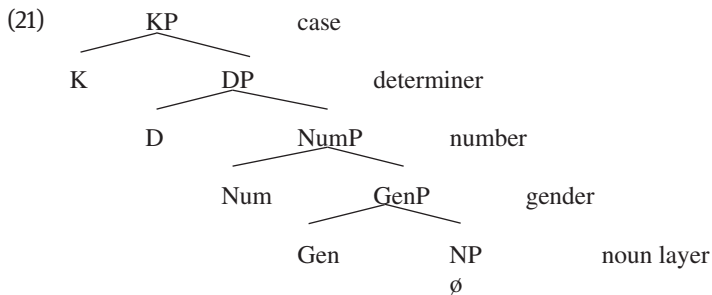 (21) KP case
K DP determiner
D NumP number
Num GenP gender
Gen NP noun layer
ø